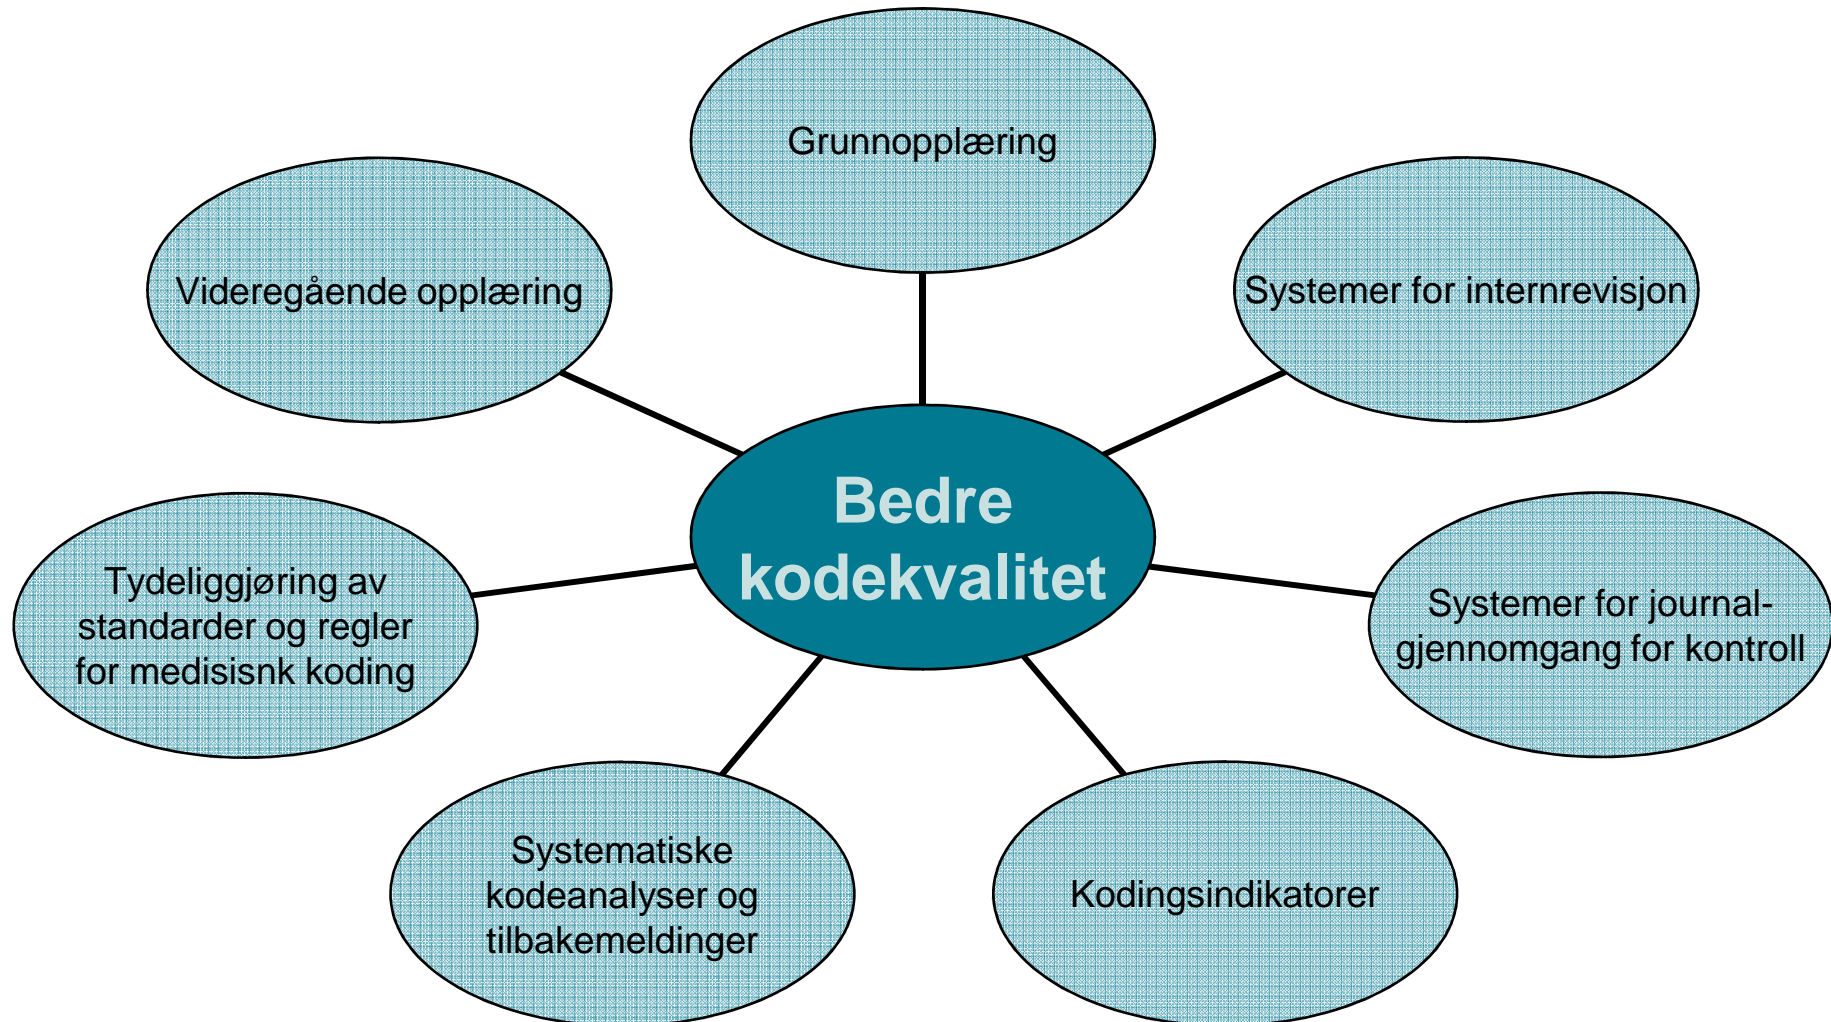 Grunnopplæring
Videregående opplæring
Systemer for internrevisjon
Bedre
kodekvalitet
Tydeliggjøring av
standarder og regler
for medisisnk koding
Systemer for journal-
gjennomgang for kontroll
Systematiske
kodeanalyser og
tilbakemeldinger
Kodingsindikatorer